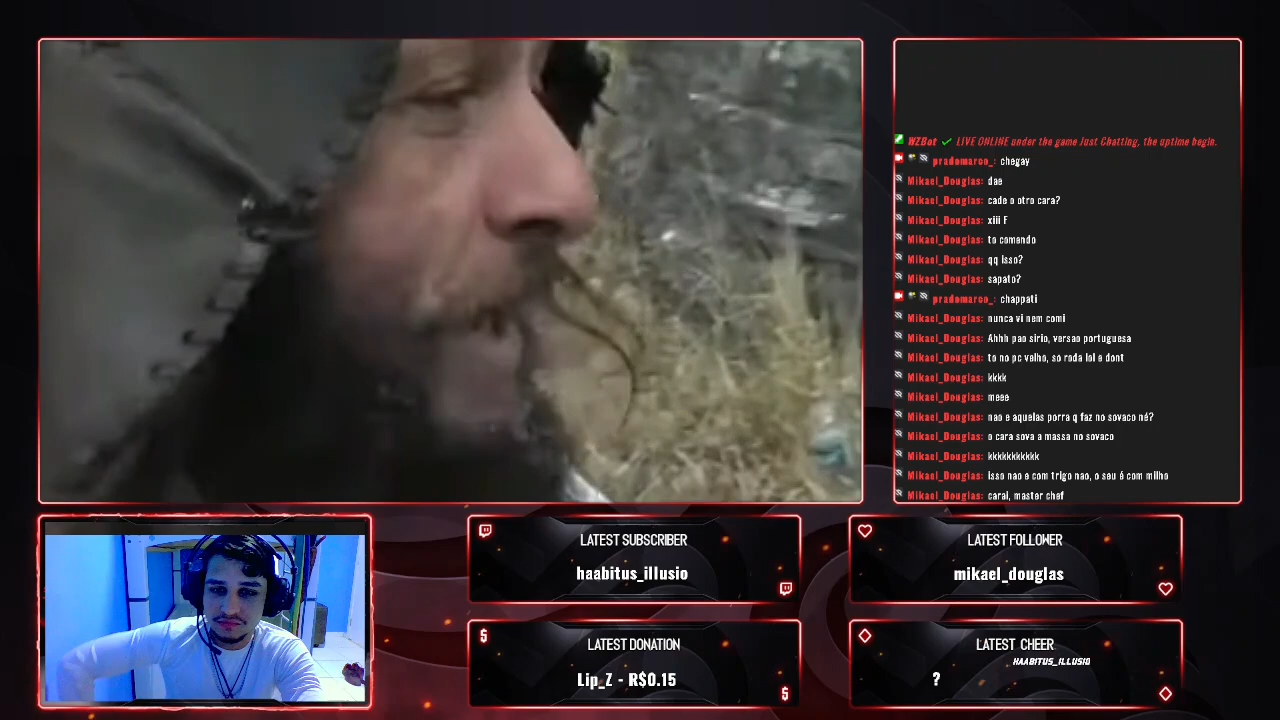 WZBot LIVE ONLINE under the game Just Chatting, the uptime begin.
prademaroo_: chegay
Mikael_Douglas: dae
Mikael_Douglas: cade o otro cara?
Mikael_Douglas: xiii F
Mikael_Douglas: to comendo
Mikael_Douglas: qq isso?
Mikael_Douglas: sapato?
prademaroo_: chappati
Mikael_Douglas: nunca vi nem comi
Mikael_Douglas: Ahhh pao sirio, versao portuguesa
Mikael_Douglas: to no pc velho, so roda lol e dont
Mikael_Douglas: kkkk
Mikael_Douglas: meee
Mikael_Douglas: nao e aquelas porra q faz no sovaco né?
Mikael_Douglas: o cara sova a massa no sovaco
Mikael_Douglas: kkkkkkkkkkk
Mikael_Douglas: isso nao e com trigo nao, o seu é com milho
Mikael_Douglas: carai, master chef
LATEST SUBSCRIBER
haabitus_illusio
LATEST FOLLOWER
mikael_douglas
LATEST DONATION
Lip_Z - R$0.15
LATEST CHEER
HAABITUS_ILLUSIO
?